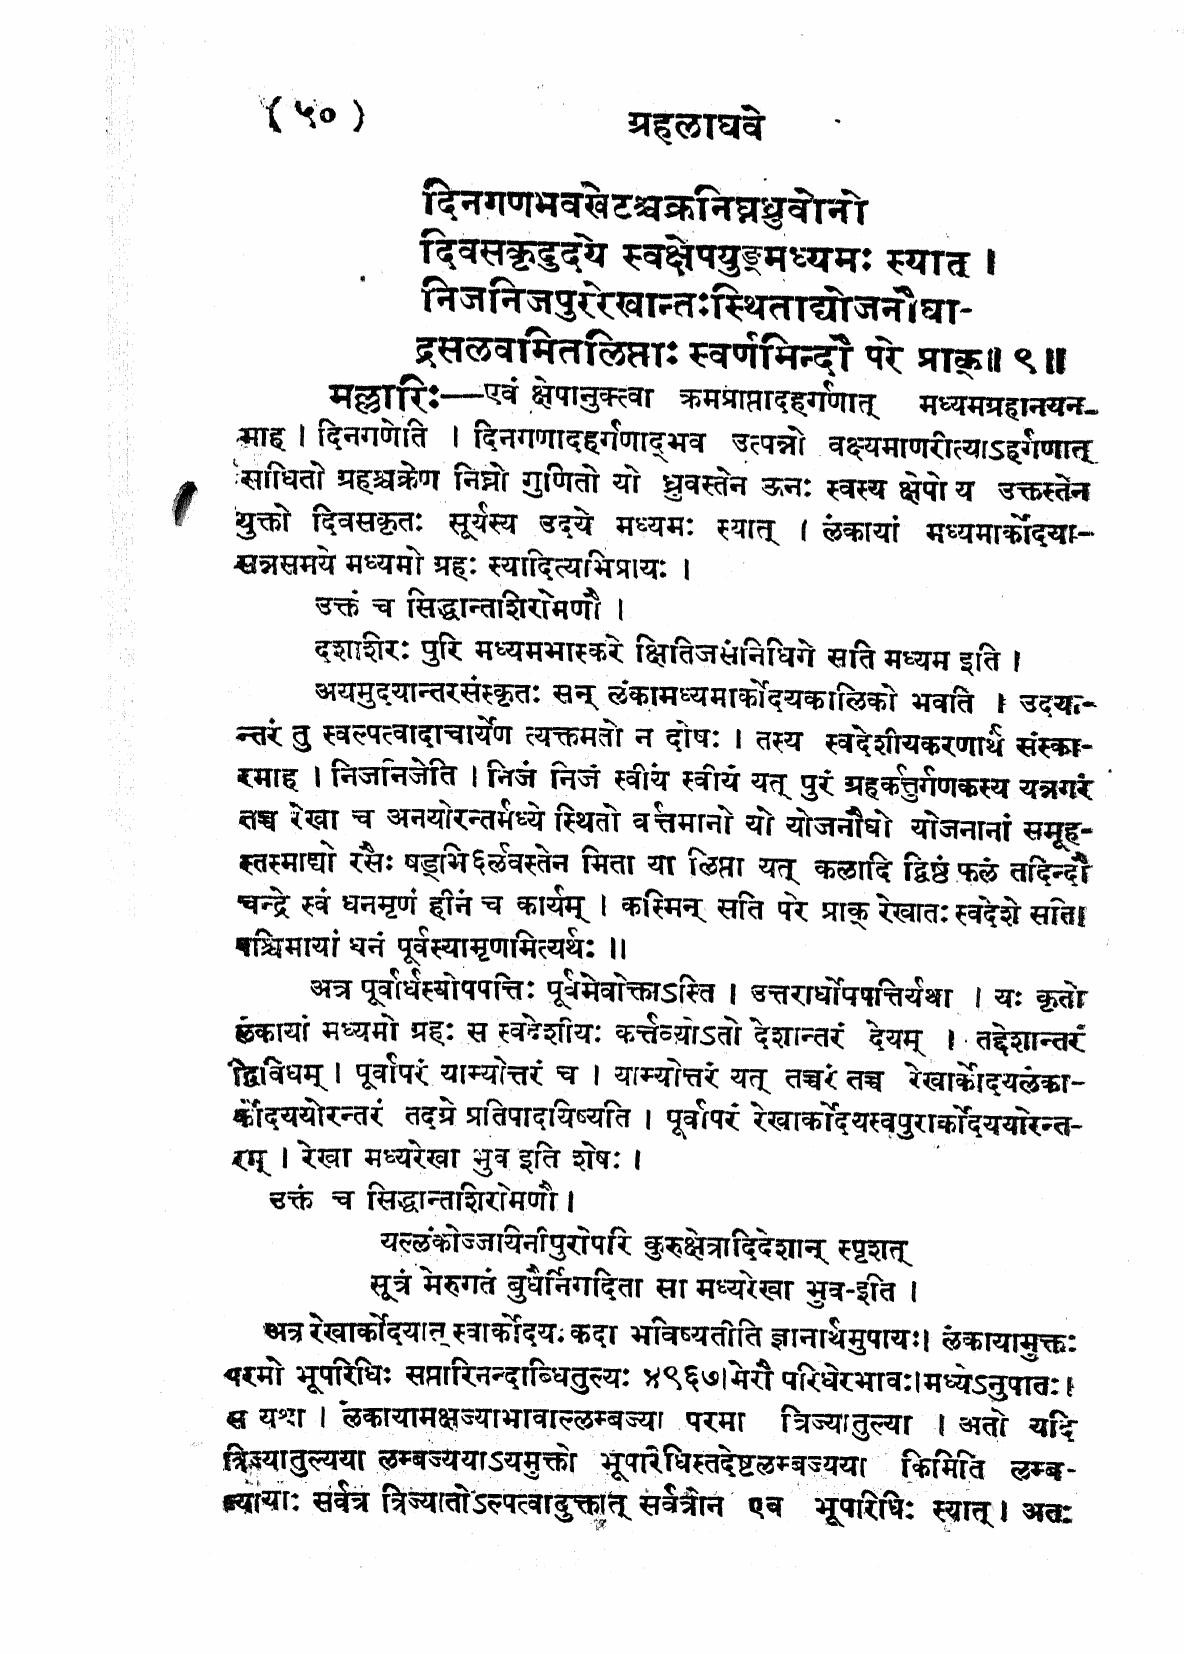 ( ५० )
ग्रहलाघवे
दिनगणभवखेटश्चक्रनिघ्नध्रुवोनो
दिवसकृदुदये स्वक्षेपयुङ्मध्यमः स्यात् ।
निजनिजपुररेखान्तःस्थिताद्योजनौघा-
द्रसलवमितलिप्ताः स्वर्णमिन्दौ परे प्राक्॥ ९ ॥
मल्लारिः—एवं क्षेपानुक्त्वा क्रमप्राप्तादहर्गणात् मध्यमग्रहानयन-
माह । दिनगणेति । दिनगणादहर्गणाद्भव उत्पन्नो वक्ष्यमाणरीत्याऽहर्गणात्
साधितो ग्रहश्चक्रेण निघ्नो गुणितो यो ध्रुवस्तेन ऊनः स्वस्य क्षेपो य उक्तस्तेन
युक्तो दिवसकृतः सूर्यस्य उदये मध्यमः स्यात् । लंकायां मध्यमार्कोदया-
सन्नसमये मध्यमो ग्रहः स्यादित्यभिप्रायः ।
उक्तं च सिद्धान्तशिरोमणौ ।
दशशिरः पुरि मध्यमभास्करे क्षितिजसंनिधिगे सति मध्यम इति ।
अयमुदयान्तरसंस्कृतः सन् लंकामध्यमार्कोदयकालिको भवति । उदया-
न्तरं तु स्वल्पत्वादाचार्येण त्यक्तमतो न दोषः । तस्य स्वदेशीयकरणार्थ संस्का-
रमाह । निजनिजेति । निजं निजं स्वीयं स्वीयं यत् पुरं ग्रहकर्त्तुर्गणकस्य यन्नगरं
तच्च रेखा च अनयोरन्तर्मध्ये स्थितो वर्त्तमानो यो योजनौघो योजनानां समूह-
स्तस्माद्यो रसैः षड्भि६र्लवस्तेन मिता या लिप्ता यत् कलादि द्विष्ठं फलं तदिन्दौ
चन्द्रे स्वं धनमृणं हीनं च कार्यम् । कस्मिन् सति परे प्राक् रेखातः स्वदेशे सति।
पश्चिमायां धनं पूर्वस्यामृणमित्यर्थः ॥
अत्र पूर्वार्धस्योपपत्तिः पूर्वमेवोक्ताऽस्ति । उत्तरार्धोपपत्तिर्यथा । यः कृतो
लंकायां मध्यमो ग्रहः स स्वदेशीयः कर्त्तव्योऽतो देशान्तरं देयम् । तद्देशान्तरं
द्विविधम् । पूर्वापरं याम्योत्तरं च । याम्योत्तरं यत् तच्चरं तच्च रेखार्कोदयलंका-
र्कोदययोरन्तरं तदग्रे प्रतिपादयिष्यति । पूर्वापरं रेखार्कोदयस्वपुरार्कोदययोरन्त-
रम् । रेखा मध्यरेखा भुव इति शेषः ।
उक्तं च सिद्धान्तशिरोमणौ ।
यल्लंकोज्जयिनीपुरोपरि कुरुक्षेत्रादिदेशान् स्पृशत्
सूत्रं मेरुगतं बुधैर्निगदिता सा मध्यरेखा भुव-इति ।
अत्र रेखार्कोदयात् स्वार्कोदयः कदा भविष्यतीति ज्ञानार्थमुपायः। लंकायामुक्तः
परमो भूपरिधिः सप्तारिनन्दाब्धितुल्यः ४९६७।मेरौ परिधेरभावः।मध्येऽनुपातः।
स यथा । लंकायामक्षज्याभावाल्लम्बज्या परमा त्रिज्यातुल्या । अतो यदि
त्रिज्यातुल्यया लम्बज्ययाऽयमुक्तो भूपरिधिस्तदेष्टलम्बज्यया किमिति लम्ब-
ज्यायाः सर्वत्र त्रिज्यातोऽल्पत्वादुक्तात् सर्वत्रोन एव भूपरिधिः स्यात् । अतः